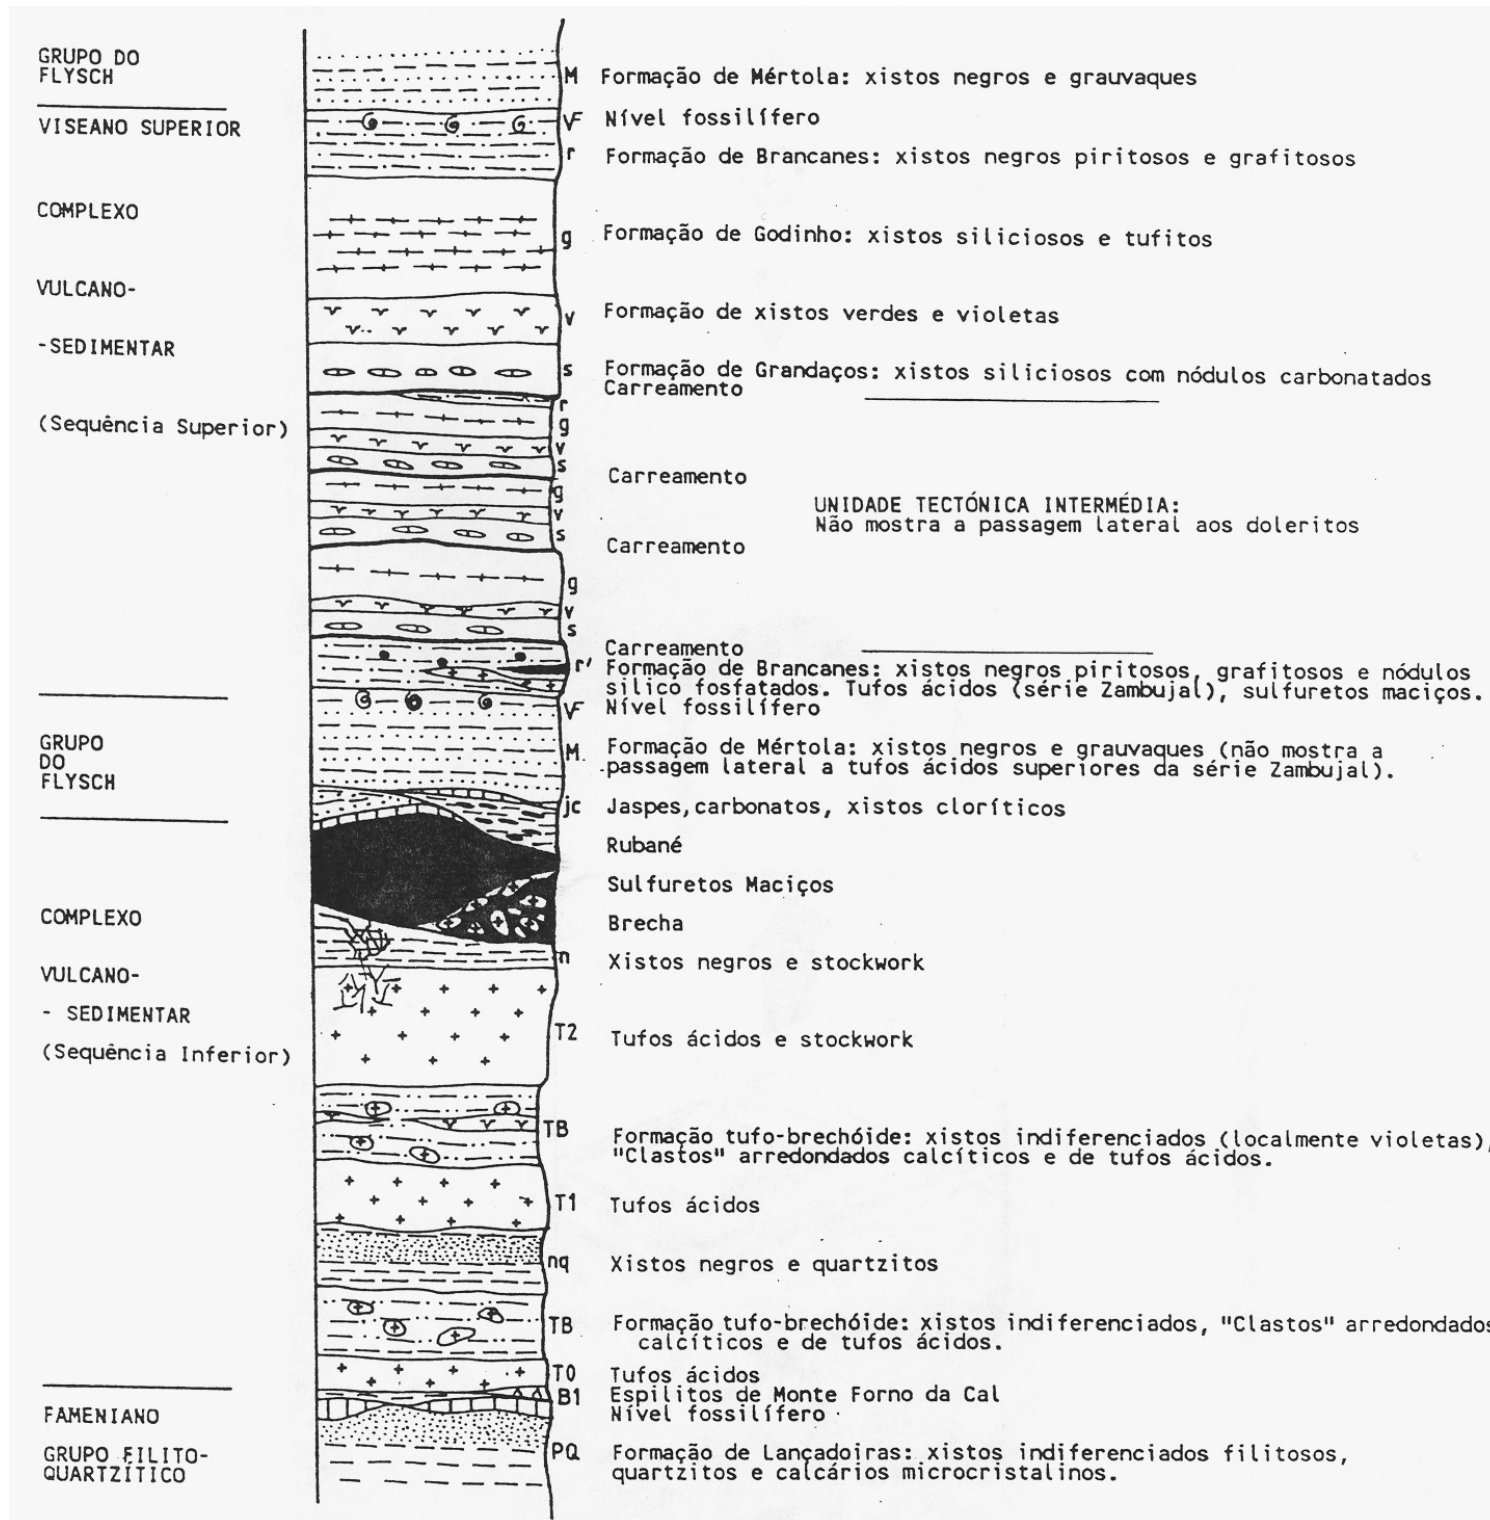 GRUPO DO
FLYSCH
M Formação de Mértola: xistos negros e grauvaques
VISEANO SUPERIOR
VF Nível fossilífero
r Formação de Brancanes: xistos negros piritosos e grafitosos
COMPLEXO
g Formação de Godinho: xistos siliciosos e tufitos
VULCANO-
v Formação de xistos verdes e violetas
-SEDIMENTAR
s Formação de Grandaços: xistos siliciosos com nódulos carbonatados
Carreamento
r
(Sequência Superior)
g
v
s
Carreamento
g
UNIDADE TECTÓNICA INTERMÉDIA:
v
Não mostra a passagem lateral aos doleritos
s
Carreamento
g
v
s
Carreamento
r' Formação de Brancanes: xistos negros piritosos, grafitosos e nódulos
silico fosfatados. Tufos ácidos (série Zambujal), sulfuretos maciços.
VF Nível fossilífero
GRUPO
DO
FLYSCH
M Formação de Mértola: xistos negros e grauvaques (não mostra a
passagem lateral a tufos ácidos superiores da série Zambujal).
jc Jaspes,carbonatos, xistos cloríticos
Rubané
Sulfuretos Maciços
COMPLEXO
Brecha
n Xistos negros e stockwork
VULCANO-
- SEDIMENTAR
(Sequência Inferior)
T2 Tufos ácidos e stockwork
TB Formação tufo-brechóide: xistos indiferenciados (localmente violetas),
"Clastos" arredondados calcíticos e de tufos ácidos.
T1 Tufos ácidos
nq Xistos negros e quartzitos
TB Formação tufo-brechóide: xistos indiferenciados, "Clastos" arredondados
calcíticos e de tufos ácidos.
T0 Tufos ácidos
B1 Espilitos de Monte Forno da Cal
Nível fossilífero
FAMENIANO
GRUPO FILITO-
QUARTZÍTICO
PQ Formação de Lançadoiras: xistos indiferenciados filitosos,
quartzitos e calcários microcristalinos.